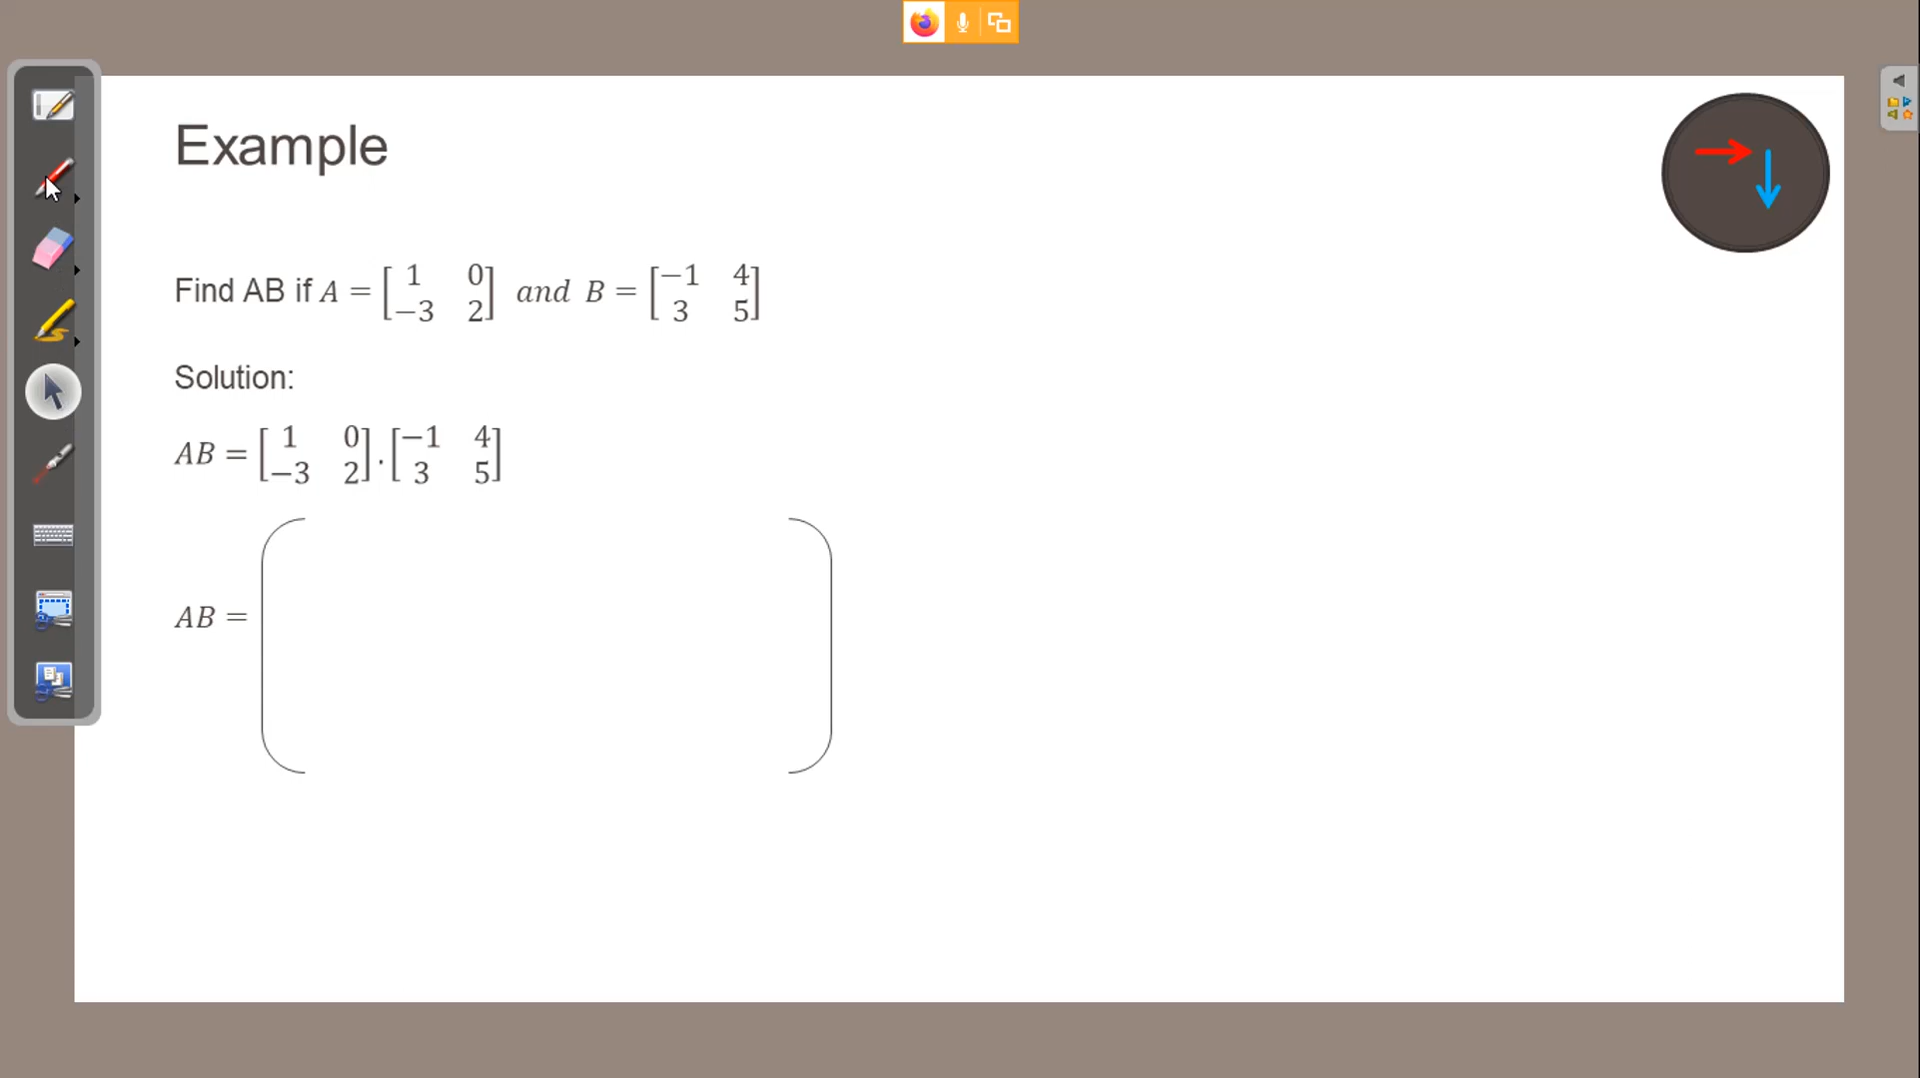 Example
Find AB if A = [1 0 −3 2] and B = [−1 4 3 5]
Solution:
AB = [1 0 −3 2] . [−1 4 3 5]
AB =